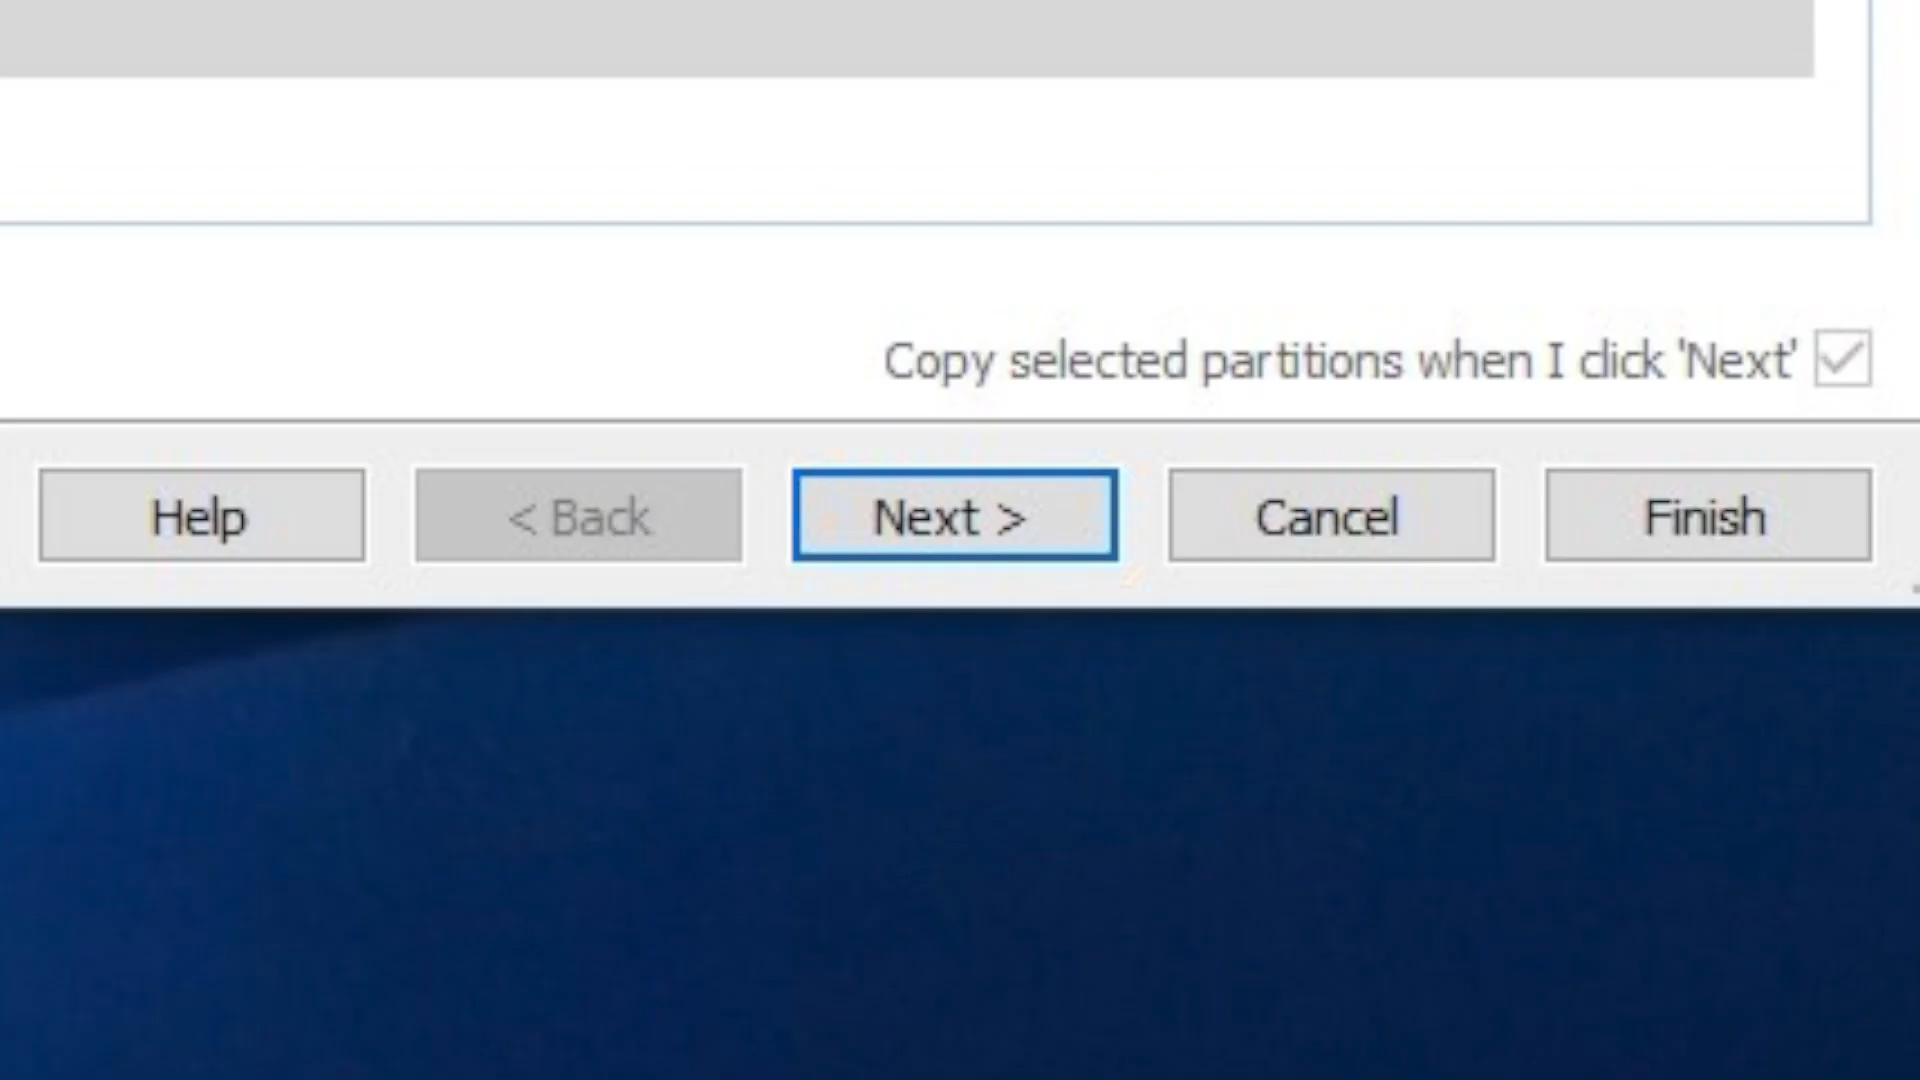 Copy selected partitions when I click 'Next'
Help < Back Next > Cancel Finish